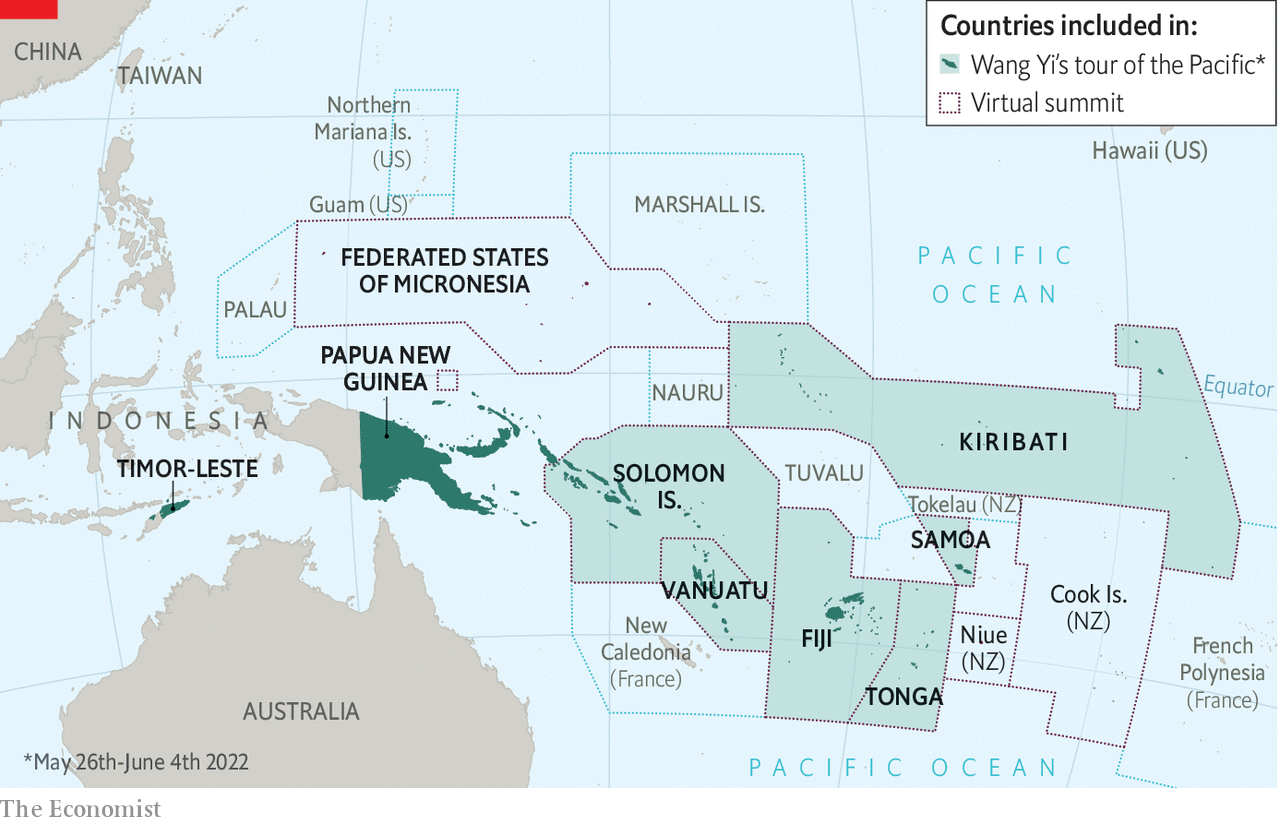 Countries included in:
Wang Yi’s tour of the Pacific*
Virtual summit
CHINA
TAIWAN
Northern
Mariana Is.
(US)
Guam (US)
Hawaii (US)
MARSHALL IS.
PACIFIC
OCEAN
FEDERATED STATES
OF MICRONESIA
PALAU
PAPUA NEW
GUINEA
NAURU
Equator
INDONESIA
KIRIBATI
TIMOR-LESTE
SOLOMON
IS.
TUVALU
Tokelau (NZ)
SAMOA
VANUATU
Cook Is.
(NZ)
New
Caledonia
(France)
FIJI
Niue
(NZ)
French
Polynesia
(France)
TONGA
AUSTRALIA
*May 26th-June 4th 2022
PACIFIC OCEAN
The Economist